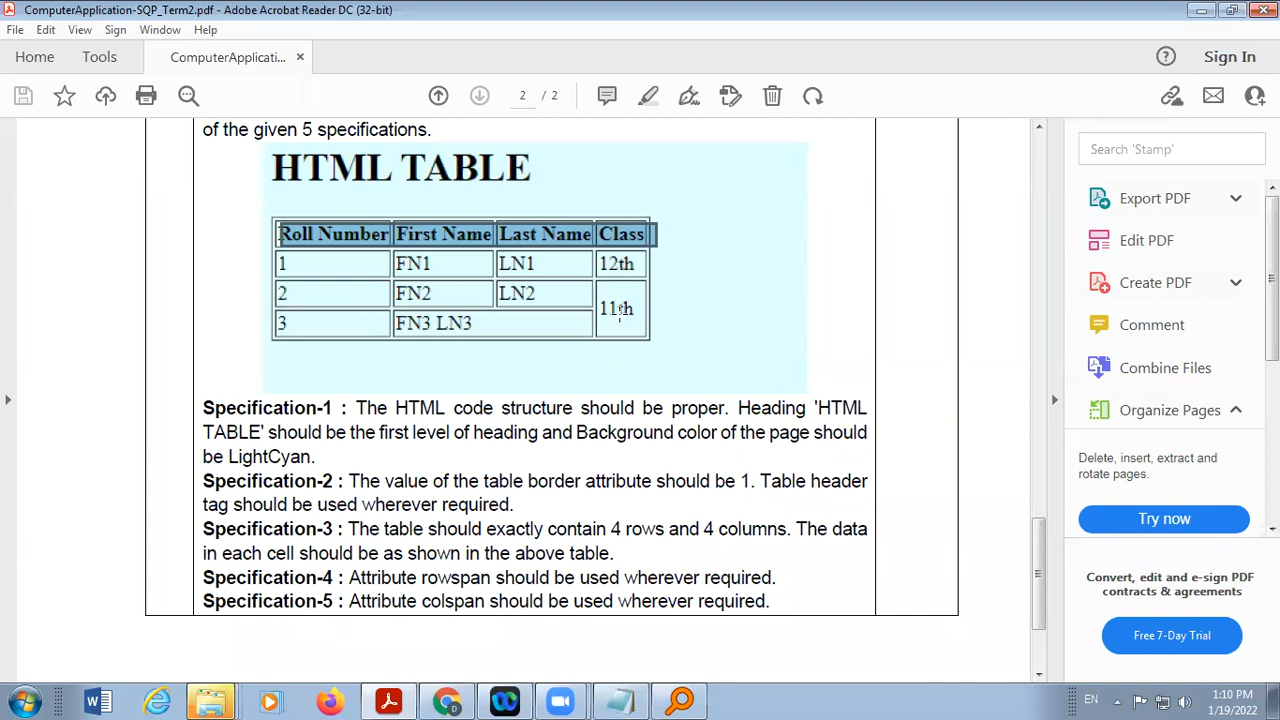 ComputerApplication-SQP_Term2.pdf - Adobe Acrobat Reader DC (32-bit)
File Edit View Sign Window Help
Home Tools ComputerApplicati... × Sign In
2 / 2
of the given 5 specifications.
HTML TABLE
Roll Number First Name Last Name Class
1 FN1 LN1 12th
2 FN2 LN2
11th
3 FN3 LN3
Specification-1 : The HTML code structure should be proper. Heading 'HTML
TABLE' should be the first level of heading and Background color of the page should
be LightCyan.
Specification-2 : The value of the table border attribute should be 1. Table header
tag should be used wherever required.
Specification-3 : The table should exactly contain 4 rows and 4 columns. The data
in each cell should be as shown in the above table.
Specification-4 : Attribute rowspan should be used wherever required.
Specification-5 : Attribute colspan should be used wherever required.
Search 'Stamp'
Export PDF
Edit PDF
Create PDF
Comment
Combine Files
Organize Pages
Delete, insert, extract and
rotate pages.
Try now
Convert, edit and e-sign PDF
contracts & agreements
Free 7-Day Trial
EN
1:10 PM
1/19/2022